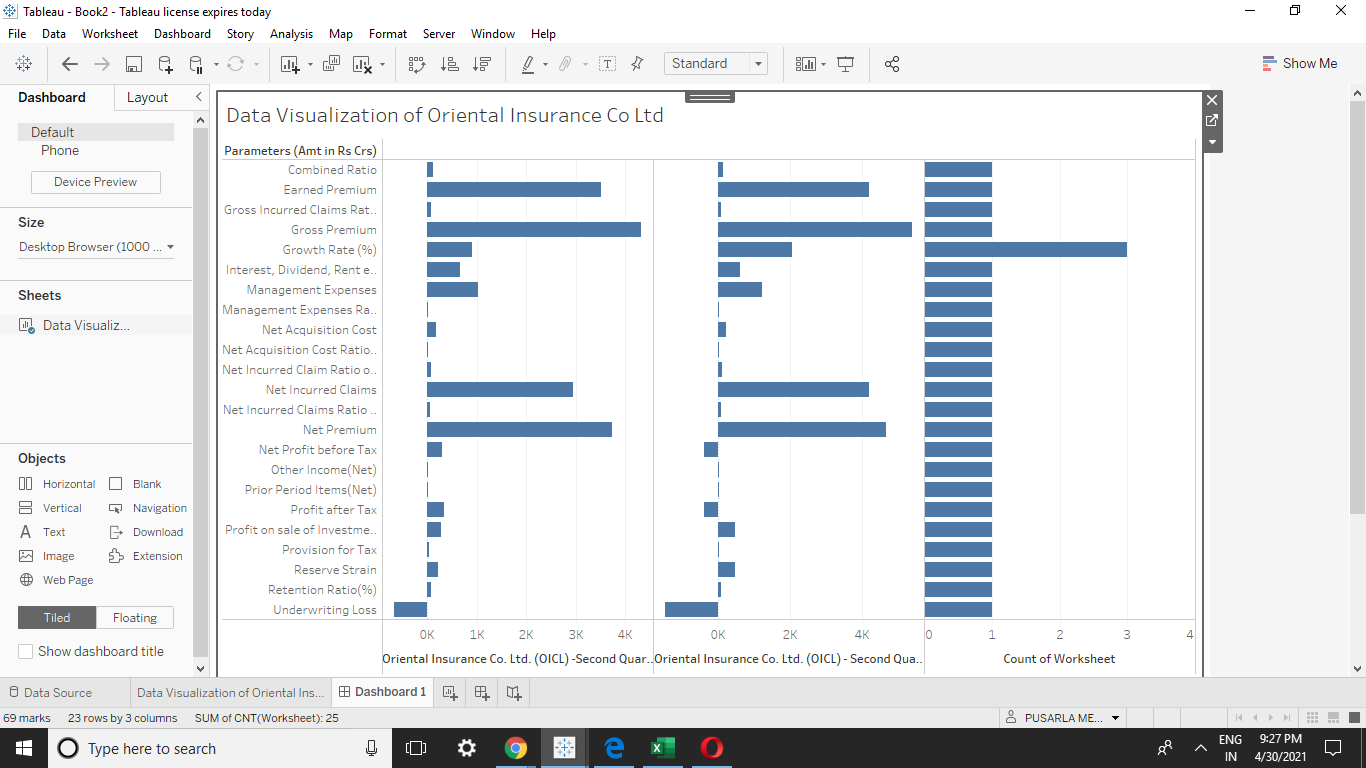 Tableau - Book2 - Tableau license expires today
File Data Worksheet Dashboard Story Analysis Map Format Server Window Help
Standard
Show Me
Dashboard Layout
Default
Phone
Device Preview
Size
Desktop Browser (1000 ...
Sheets
Data Visualiz...
Objects
Horizontal Blank
Vertical Navigation
Text Download
Image Extension
Web Page
Tiled Floating
Show dashboard title
Data Visualization of Oriental Insurance Co Ltd
Parameters (Amt in Rs Crs)
Combined Ratio
Earned Premium
Gross Incurred Claims Rat..
Gross Premium
Growth Rate (%)
Interest, Dividend, Rent e..
Management Expenses
Management Expenses Ra..
Net Acquisition Cost
Net Acquisition Cost Ratio..
Net Incurred Claim Ratio o..
Net Incurred Claims
Net Incurred Claims Ratio ..
Net Premium
Net Profit before Tax
Other Income(Net)
Prior Period Items(Net)
Profit after Tax
Profit on sale of Investme..
Provision for Tax
Reserve Strain
Retention Ratio(%)
Underwriting Loss
0K 1K 2K 3K 4K 0K 2K 4K 0 1 2 3 4
Oriental Insurance Co. Ltd. (OICL) -Second Quar.. Oriental Insurance Co. Ltd. (OICL) - Second Qua.. Count of Worksheet
Data Source Data Visualization of Oriental Ins... Dashboard 1
69 marks 23 rows by 3 columns SUM of CNT(Worksheet): 25 PUSARLA ME...
Type here to search
ENG 9:27 PM
IN 4/30/2021